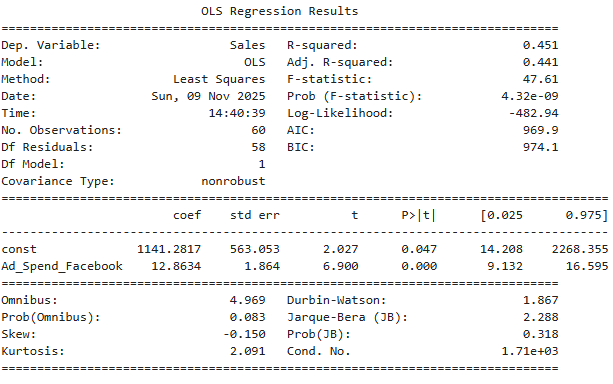 OLS Regression Results
==============================================================================
Dep. Variable: Sales R-squared: 0.451
Model: OLS Adj. R-squared: 0.441
Method: Least Squares F-statistic: 47.61
Date: Sun, 09 Nov 2025 Prob (F-statistic): 4.32e-09
Time: 14:40:39 Log-Likelihood: -482.94
No. Observations: 60 AIC: 969.9
Df Residuals: 58 BIC: 974.1
Df Model: 1
Covariance Type: nonrobust
=====================================================================================
coef std err t P>|t| [0.025 0.975]
-------------------------------------------------------------------------------------
const 1141.2817 563.053 2.027 0.047 14.208 2268.355
Ad_Spend_Facebook 12.8634 1.864 6.900 0.000 9.132 16.595
==============================================================================
Omnibus: 4.969 Durbin-Watson: 1.867
Prob(Omnibus): 0.083 Jarque-Bera (JB): 2.288
Skew: -0.150 Prob(JB): 0.318
Kurtosis: 2.091 Cond. No. 1.71e+03
==============================================================================